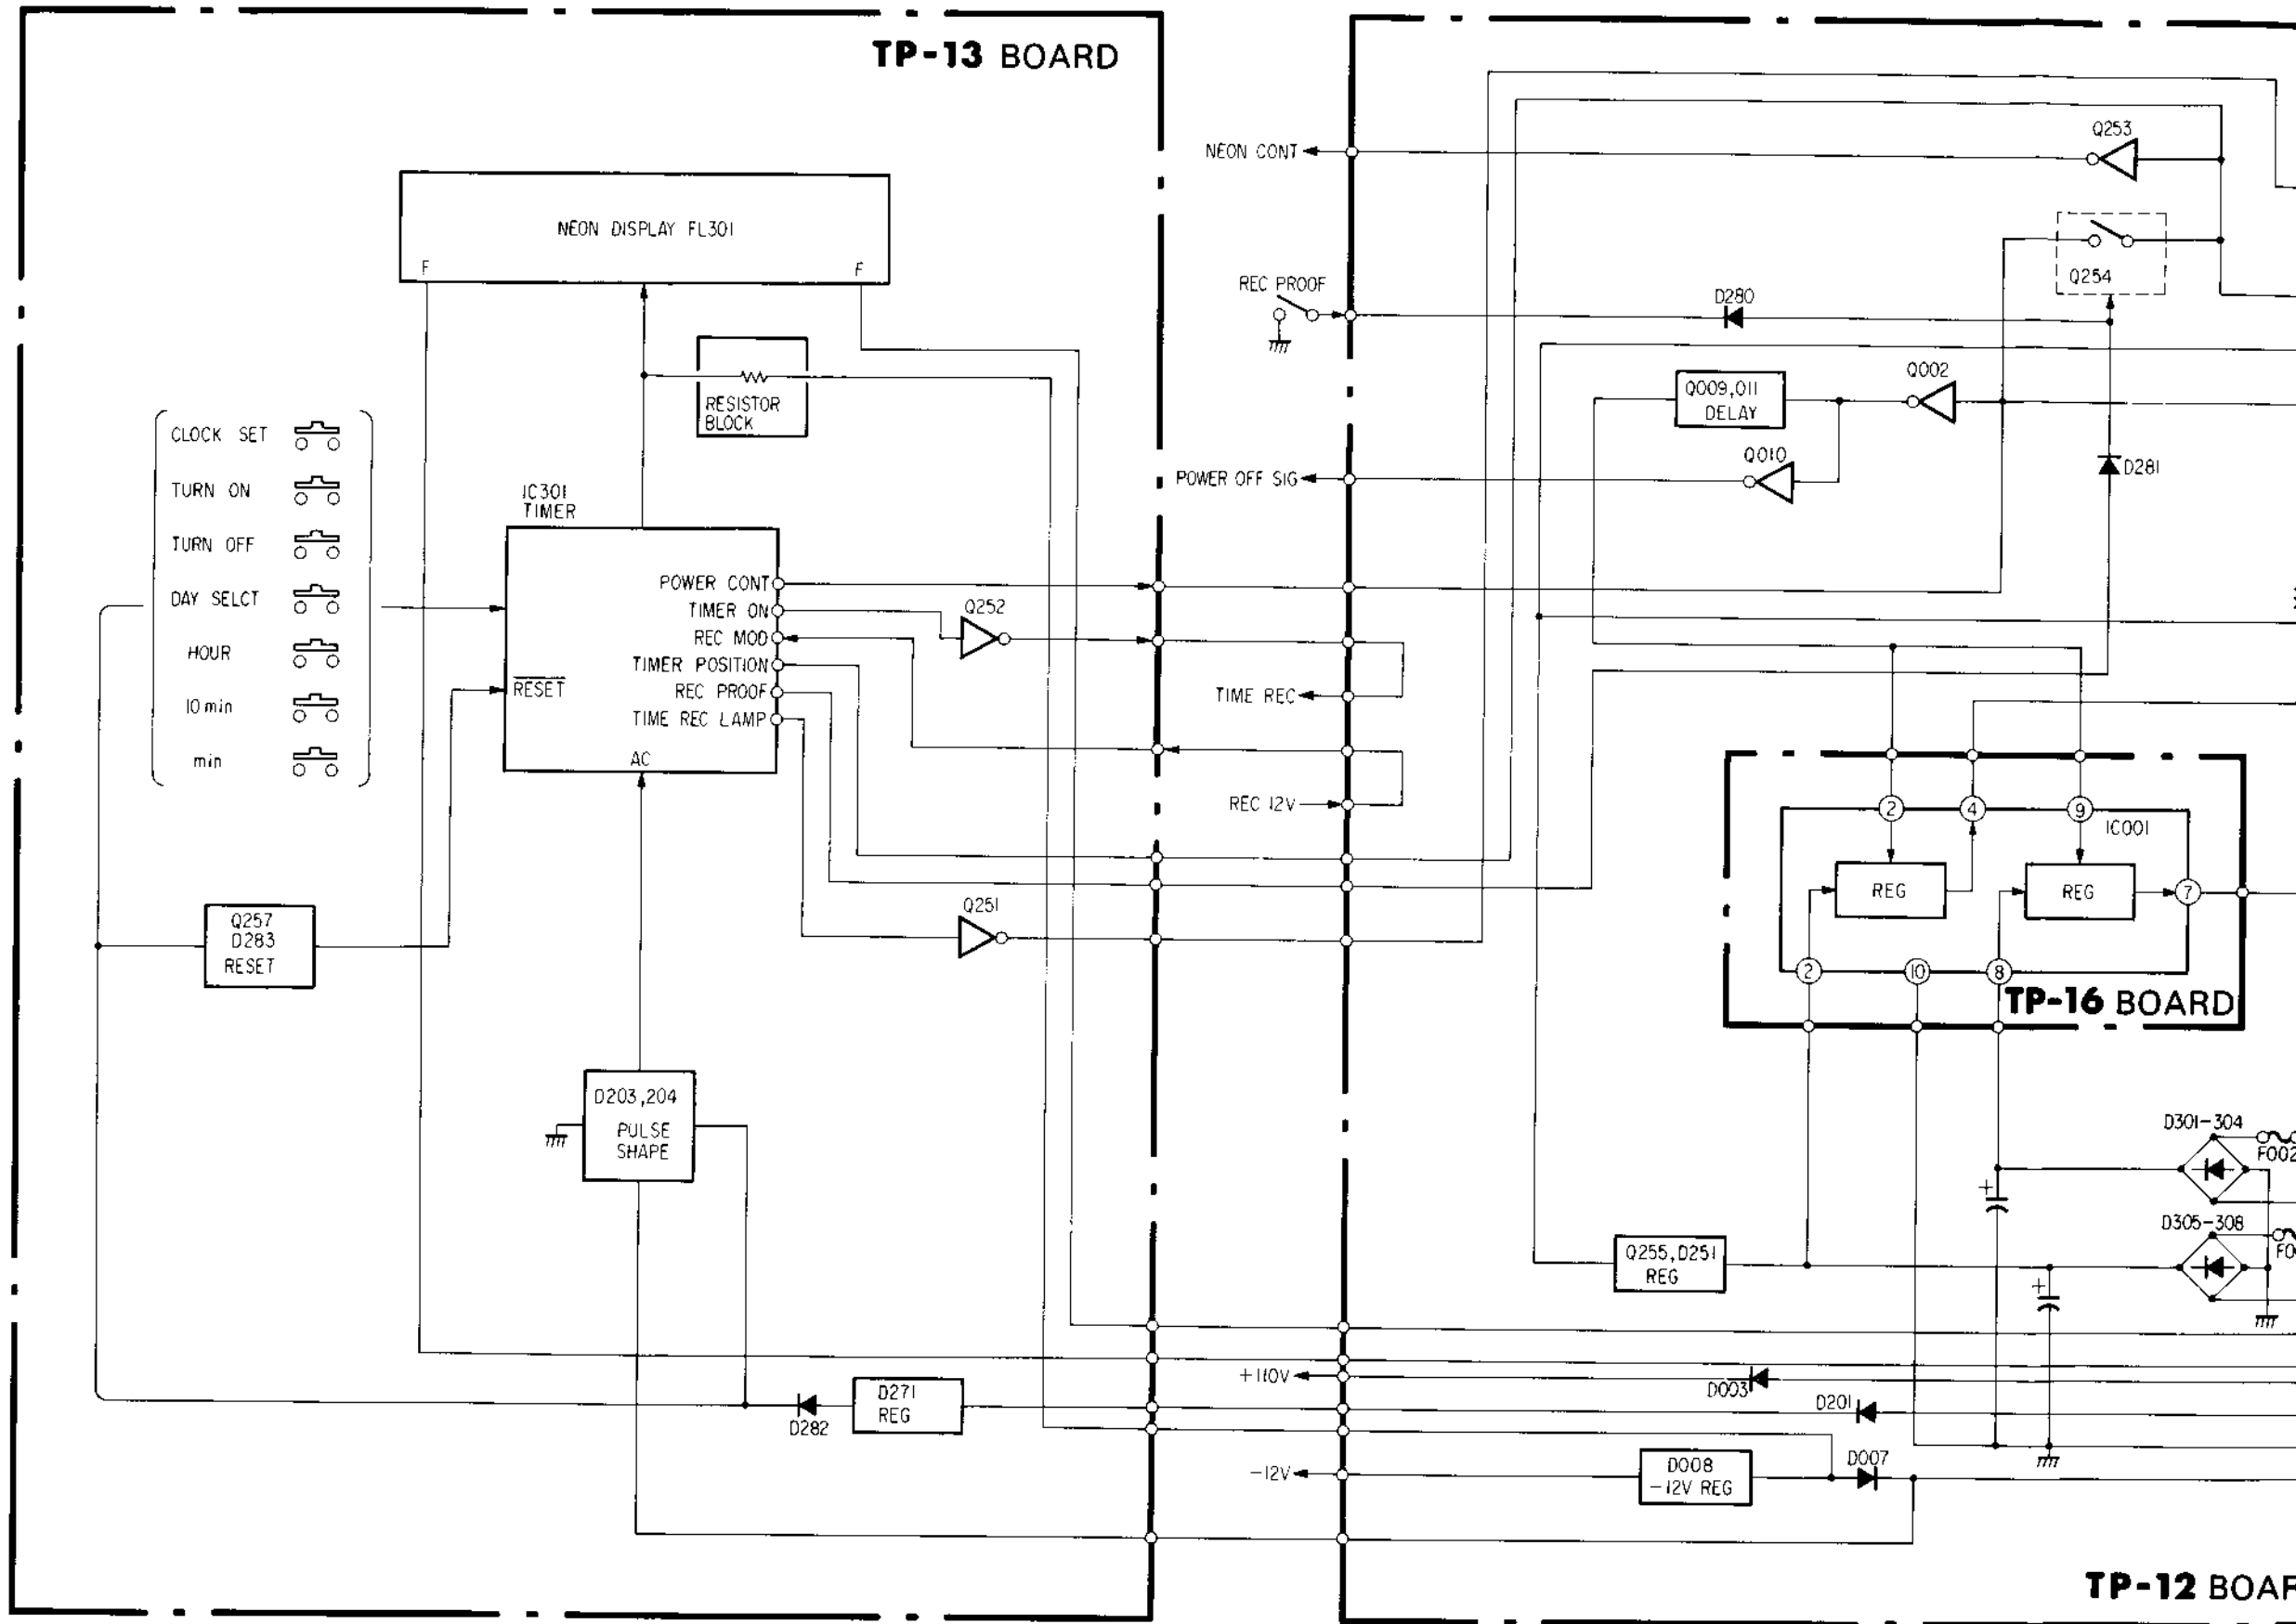 TP-13 BOARD
NEON DISPLAY FL301
F
F
RESISTOR
BLOCK
CLOCK SET
TURN ON
TURN OFF
DAY SELCT
HOUR
10 min
min
IC301
TIMER
POWER CONT
TIMER ON
REC MOD
TIMER POSITION
REC PROOF
TIME REC LAMP
RESET
AC
Q252
Q251
Q257
D283
RESET
D203,204
PULSE
SHAPE
D282
D271
REG
NEON CONT
REC PROOF
POWER OFF SIG
TIME REC
REC 12V
+110V
-12V
Q253
Q254
D280
Q009,011
DELAY
Q002
Q010
D281
2
4
9
IC001
REG
REG
7
2
10
8
TP-16 BOARD
D301-304
F002
D305-308
FO
Q255,D251
REG
D003
D201
D008
-12V REG
D007
TP-12 BOAR